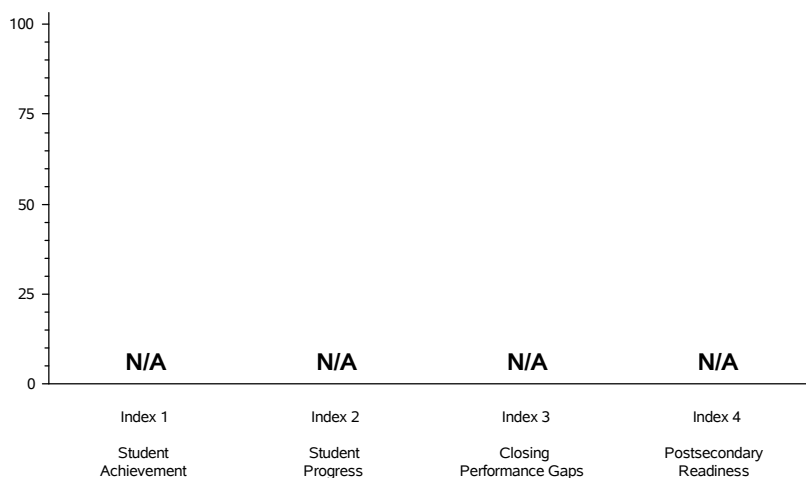 100
75
50
25
0
N/A N/A N/A N/A
Index 1 Index 2 Index 3 Index 4
Student Student Closing Postsecondary
Achievement Progress Performance Gaps Readiness